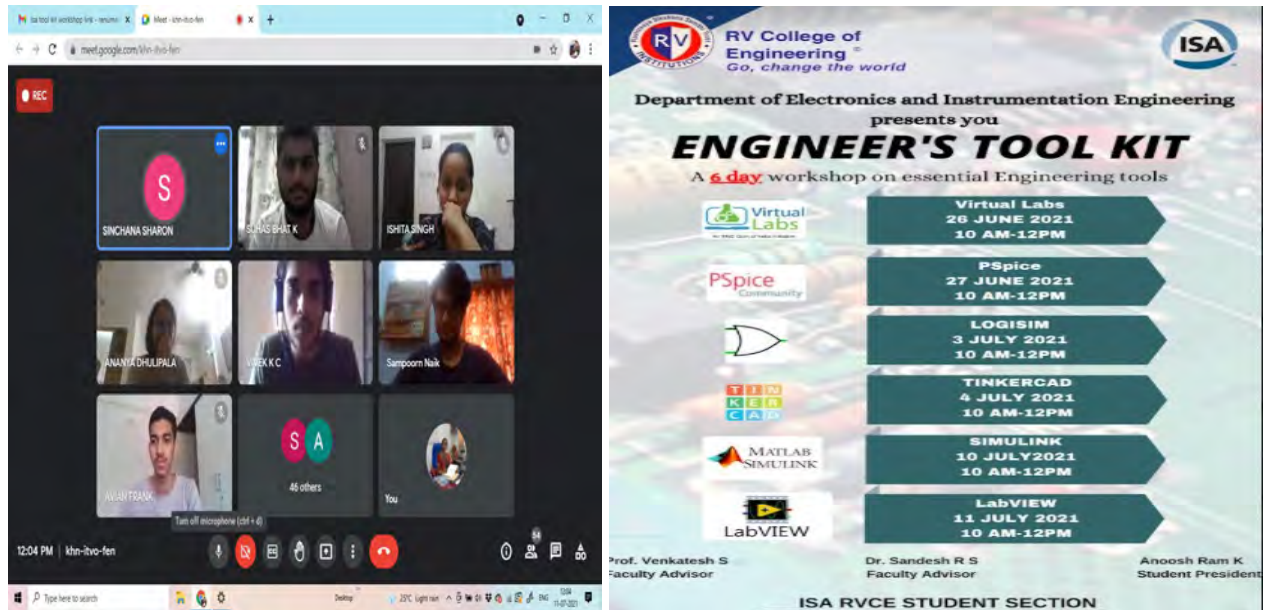 Isa tool kit workshop link - renumo
Meet - khn-itvo-fen
meet.google.com/khn-itvo-fen
REC
S
SINCHANA SHARON
SUHAS BHAT K
ISHITA SINGH
ANANYA DHULIPALA
VIVEK K C
Sampoorn Naik
AVIAN FRANK
S A
46 others
You
Turn off microphone (ctrl + d)
12:04 PM | khn-itvo-fen
54
Type here to search
Desktop
25°C Light rain
ENG
12:04
11-07-2021
RV
INSTITUTIONS
RV College of
Engineering
Go, change the world
ISA
Department of Electronics and Instrumentation Engineering
presents you
ENGINEER'S TOOL KIT
A 6 day workshop on essential Engineering tools
Virtual
Labs
Virtual Labs
26 JUNE 2021
10 AM-12PM
PSpice
Community
PSpice
27 JUNE 2021
10 AM-12PM
LOGISIM
3 JULY 2021
10 AM-12PM
TIN
KER
CAD
TINKERCAD
4 JULY 2021
10 AM-12PM
MATLAB
SIMULINK
SIMULINK
10 JULY2021
10 AM-12PM
LabVIEW
LabVIEW
11 JULY 2021
10 AM-12PM
Prof. Venkatesh S
Faculty Advisor
Dr. Sandesh R S
Faculty Advisor
Anoosh Ram K
Student President
ISA RVCE STUDENT SECTION